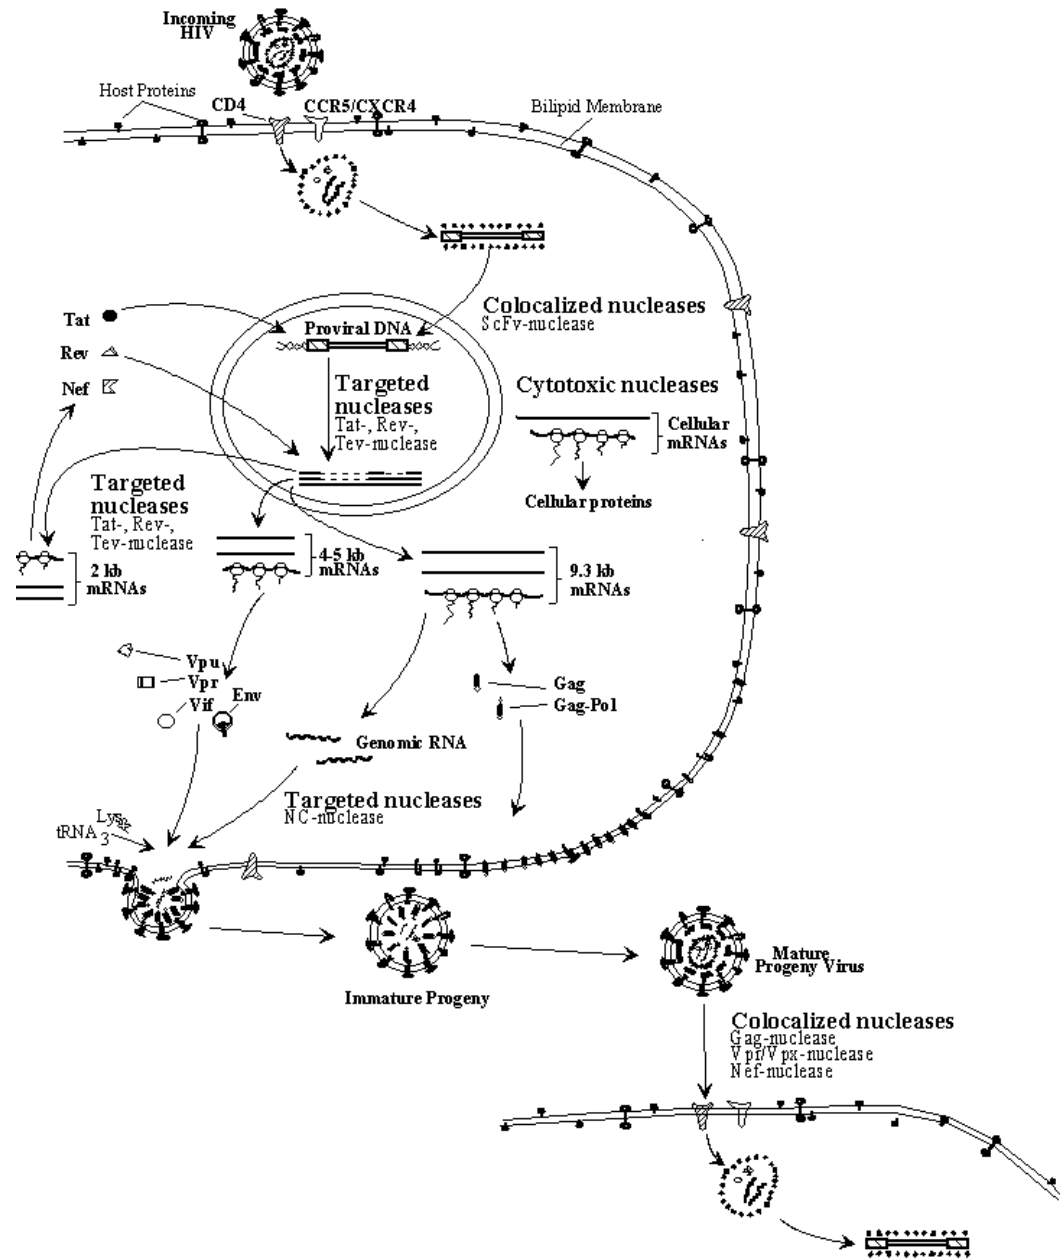 Incoming
HIV
Host Proteins
CD4
CCR5/CXCR4
Bilipid Membrane
Colocalized nucleases
ScFv-nuclease
Tat
Rev
Nef
Proviral DNA
Targeted
nucleases
Tat-, Rev-,
Tev-nuclease
Cytotoxic nucleases
Cellular
mRNAs
Cellular proteins
Targeted
nucleases
Tat-, Rev-,
Tev-nuclease
2 kb
mRNAs
4-5 kb
mRNAs
9.3 kb
mRNAs
Vpu
Vpr
Vif
Env
Gag
Gag-Pol
Genomic RNA
Targeted nucleases
NC-nuclease
Lys
tRNA 3
Immature Progeny
Mature
Progeny Virus
Colocalized nucleases
Gag-nuclease
Vpr/Vpx-nuclease
Nef-nuclease